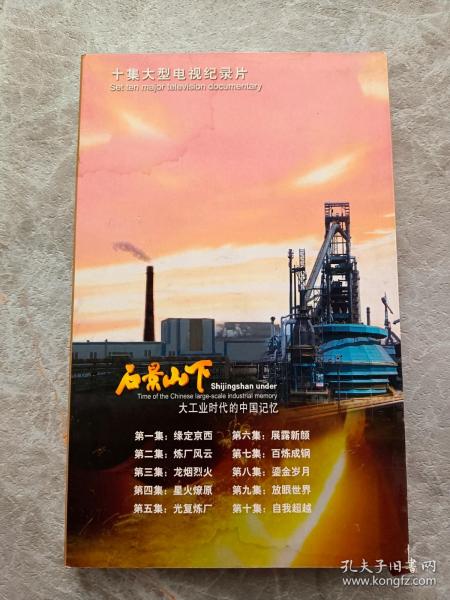 十集大型电视纪录片
Set ten major television documentary
石景山下
Shijingshan under
Time of the Chinese large-scale industrial memory
大工业时代的中国记忆
第一集：缘定京西 第六集：展露新颜
第二集：炼厂风云 第七集：百炼成钢
第三集：龙烟烈火 第八集：鎏金岁月
第四集：星火燎原 第九集：放眼世界
第五集：光复炼厂 第十集：自我超越
孔夫子旧书网
www.kongfz.com